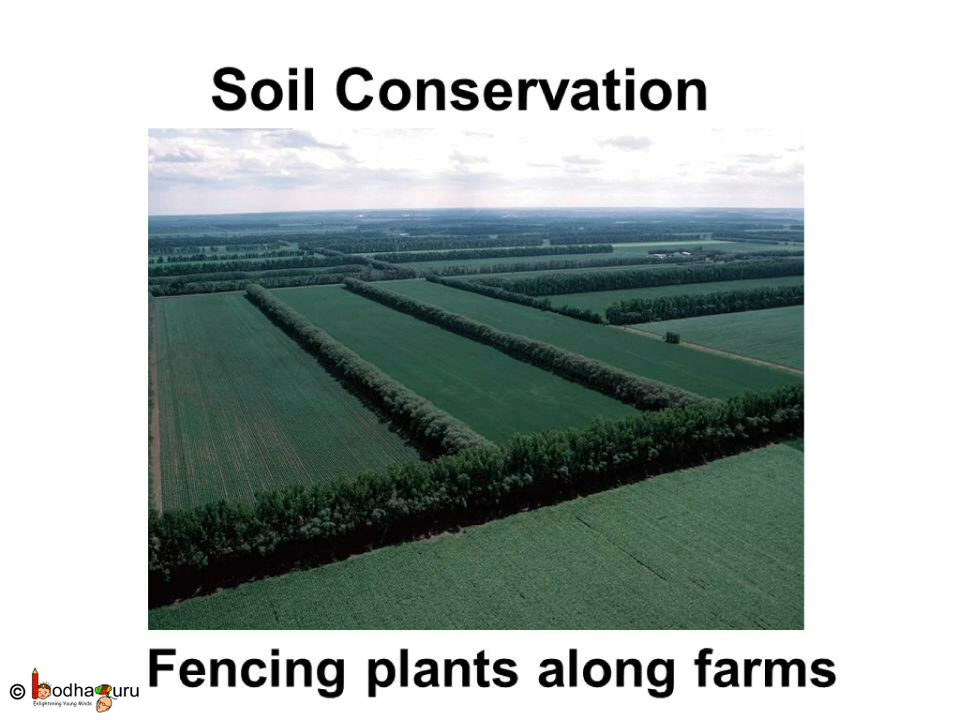 Soil Conservation
Fencing plants along farms
© BodhaGuru
Enlightening Young Minds